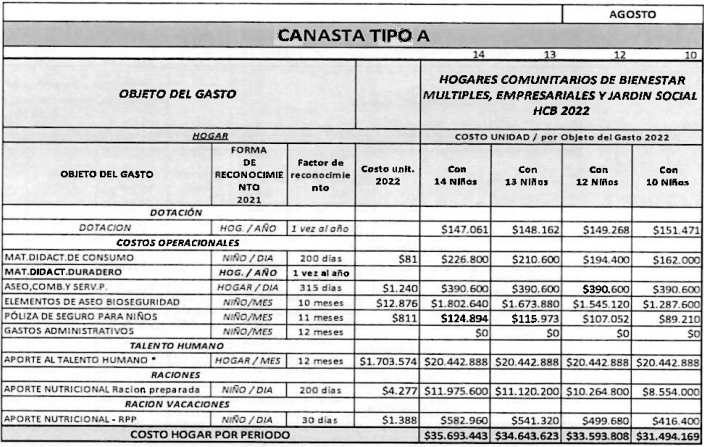 AGOSTO
CANASTA TIPO A
14 13 12 10
OBJETO DEL GASTO
HOGARES COMUNITARIOS DE BIENESTAR
MULTIPLES, EMPRESARIALES Y JARDIN SOCIAL
HCB 2022
HOGAR
COSTO UNIDAD / por Objeto del Gasto 2022
OBJETO DEL GASTO
FORMA
DE
RECONOCIMIE
NTO
2021
Factor de
reconocimie
nto
Costo unit.
2022
Con
14 Niños
Con
13 Niños
Con
12 Niños
Con
10 Niños
DOTACIÓN
DOTACION HOG. / AÑO 1 vez al año $147.061 $148.162 $149.268 $151.471
COSTOS OPERACIONALES
MAT.DIDACT.DE CONSUMO NIÑO / DIA 200 dias $81 $226.800 $210.600 $194.400 $162.000
MAT.DIDACT.DURADERO HOG. / AÑO 1 vez al año
ASEO,COMB.Y SERV.P. HOGAR / DIA 315 dias $1.240 $390.600 $390.600 $390.600 $390.600
ELEMENTOS DE ASEO BIOSEGURIDAD NIÑO/MES 10 meses $12.876 $1.802.640 $1.673.880 $1.545.120 $1.287.600
PÓLIZA DE SEGURO PARA NIÑOS NIÑO/MES 11 meses $811 $124.894 $115.973 $107.052 $89.210
GASTOS ADMINISTRATIVOS NIÑO/MES 12 meses $0 $0 $0 $0
TALENTO HUMANO
APORTE AL TALENTO HUMANO * HOGAR / MES 12 meses $1.703.574 $20.442.888 $20.442.888 $20.442.888 $20.442.888
RACIONES
APORTE NUTRICIONAL Racion preparada NIÑO / DIA 200 dias $4.277 $11.975.600 $11.120.200 $10.264.800 $8.554.000
RACION VACACIONES
APORTE NUTRICIONAL - RPP NIÑO / DIA 30 dias $1.388 $582.960 $541.320 $499.680 $416.400
COSTO HOGAR POR PERIODO $35.693.443 $34.643.623 $33.593.808 $31.494.169